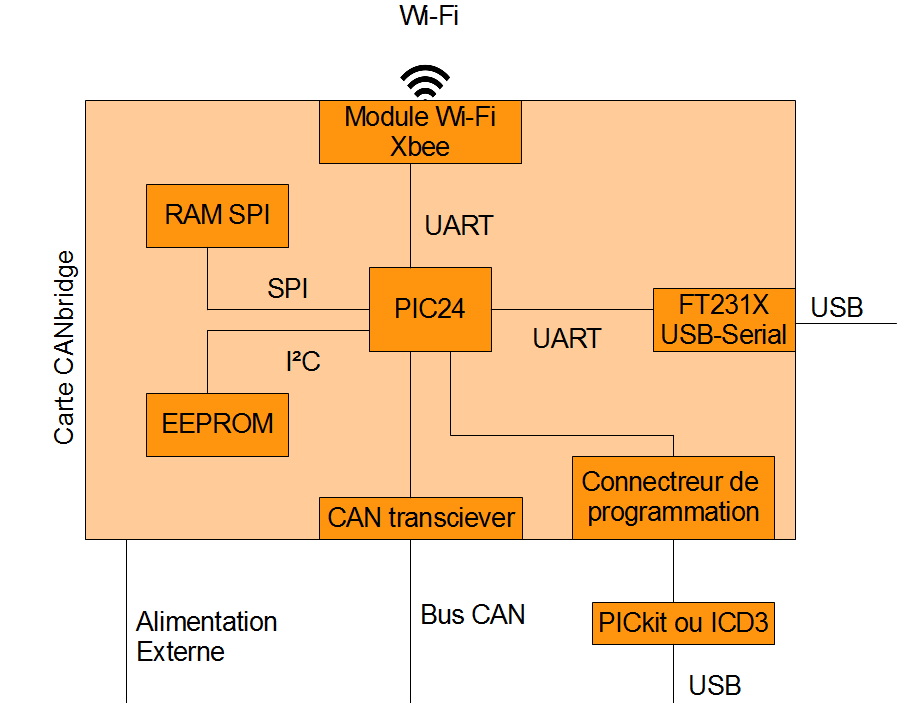 Wi-Fi
Module Wi-Fi
Xbee
RAM SPI
UART
SPI
PIC24
FT231X
USB-Serial
USB
UART
I²C
Carte CANbridge
EEPROM
Connectreur de
programmation
CAN transciever
Alimentation
Externe
Bus CAN
PICkit ou ICD3
USB